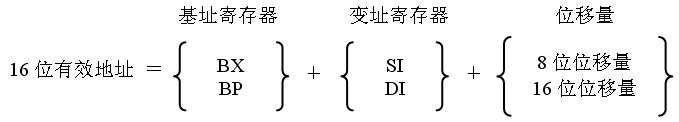 基址寄存器 变址寄存器 位移量
16 位有效地址 = { BX } + { SI } + { 8 位位移量 }
BP DI 16 位位移量